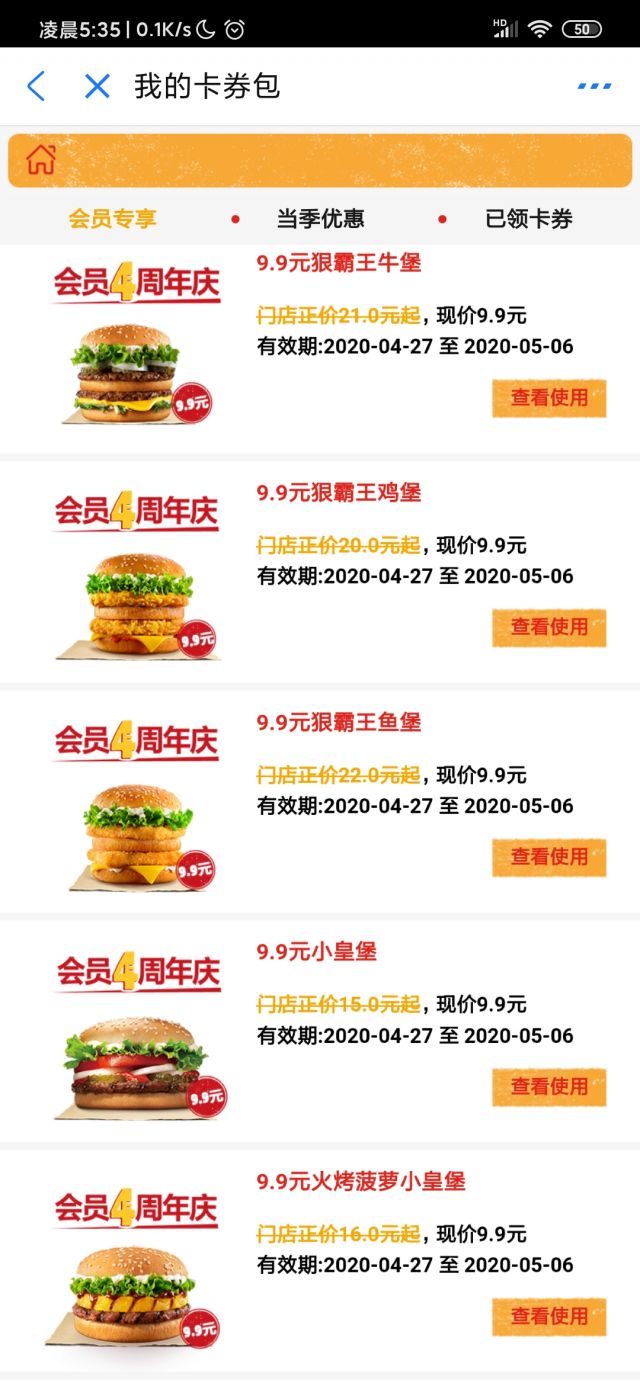 凌晨5:35 | 0.1K/s
HD
50
我的卡券包
会员专享
当季优惠
已领卡券
会员4周年庆
9.9元
9.9元狠霸王牛堡
门店正价21.0元起，现价9.9元
有效期:2020-04-27 至 2020-05-06
查看使用
会员4周年庆
9.9元
9.9元狠霸王鸡堡
门店正价20.0元起，现价9.9元
有效期:2020-04-27 至 2020-05-06
查看使用
会员4周年庆
9.9元
9.9元狠霸王鱼堡
门店正价22.0元起，现价9.9元
有效期:2020-04-27 至 2020-05-06
查看使用
会员4周年庆
9.9元
9.9元小皇堡
门店正价15.0元起，现价9.9元
有效期:2020-04-27 至 2020-05-06
查看使用
会员4周年庆
9.9元
9.9元火烤菠萝小皇堡
门店正价16.0元起，现价9.9元
有效期:2020-04-27 至 2020-05-06
查看使用